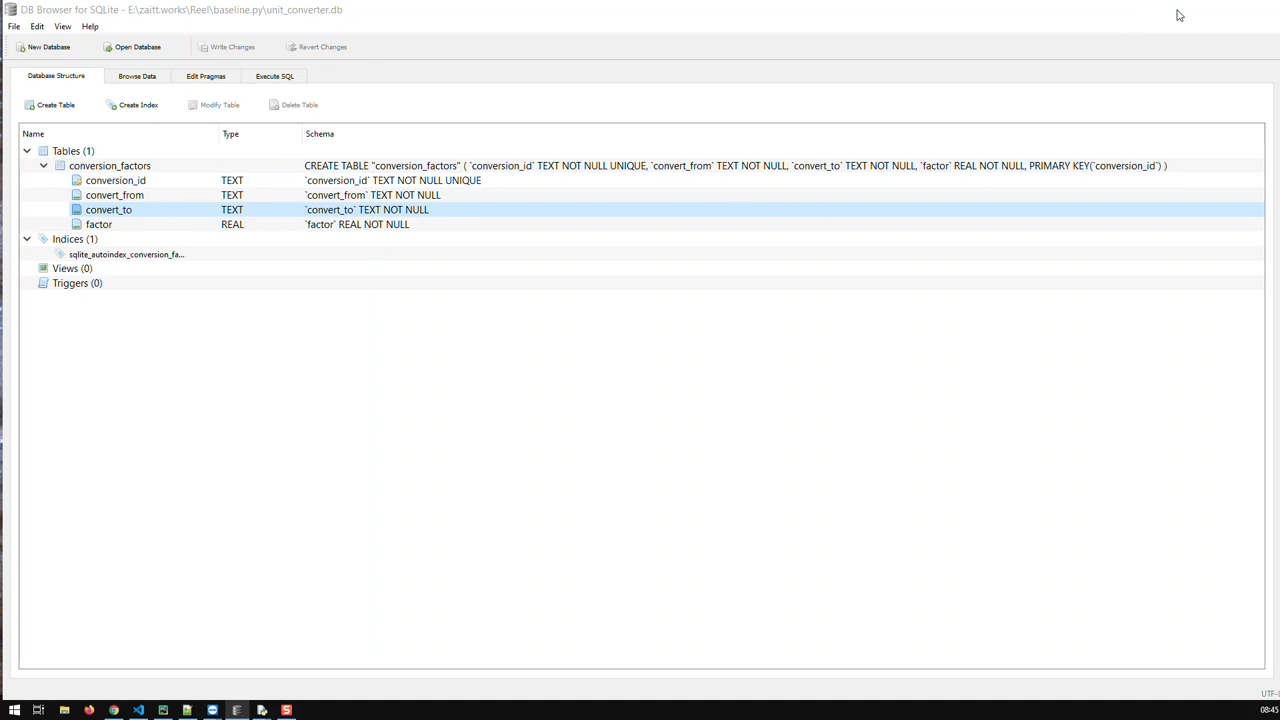 DB Browser for SQLite - E:\zaitt.works\Reel\baseline.py\unit_converter.db
File Edit View Help
New Database Open Database Write Changes Revert Changes
Database Structure Browse Data Edit Pragmas Execute SQL
Create Table Create Index Modify Table Delete Table
Name Type Schema
Tables (1)
conversion_factors CREATE TABLE "conversion_factors" ( `conversion_id` TEXT NOT NULL UNIQUE, `convert_from` TEXT NOT NULL, `convert_to` TEXT NOT NULL, `factor` REAL NOT NULL, PRIMARY KEY(`conversion_id`) )
conversion_id TEXT `conversion_id` TEXT NOT NULL UNIQUE
convert_from TEXT `convert_from` TEXT NOT NULL
convert_to TEXT `convert_to` TEXT NOT NULL
factor REAL `factor` REAL NOT NULL
Indices (1)
sqlite_autoindex_conversion_fa...
Views (0)
Triggers (0)
UTF-
08:45